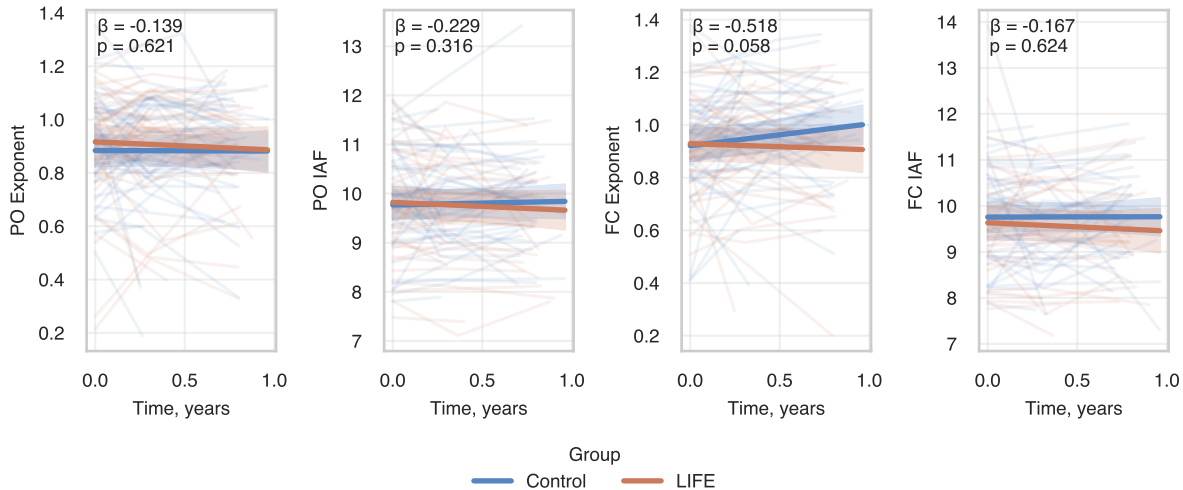 β = -0.139
p = 0.621
PO Exponent
1.4
1.2
1.0
0.8
0.6
0.4
0.2
0.0
0.5
1.0
Time, years
β = -0.229
p = 0.316
PO IAF
13
12
11
10
9
8
7
0.0
0.5
1.0
Time, years
β = -0.518
p = 0.058
FC Exponent
1.4
1.2
1.0
0.8
0.6
0.4
0.2
0.0
0.5
1.0
Time, years
β = -0.167
p = 0.624
FC IAF
14
13
12
11
10
9
8
7
0.0
0.5
1.0
Time, years
Group
Control
LIFE